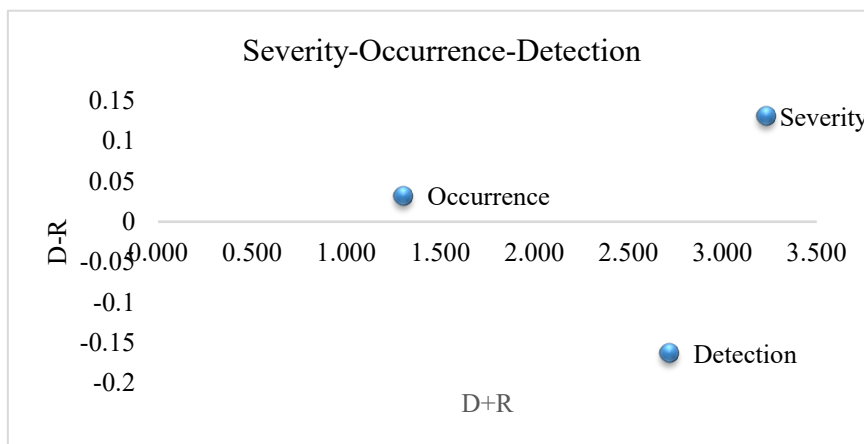 Severity-Occurrence-Detection
0.15
0.1
0.05
0
-0.05
-0.1
-0.15
-0.2
D-R
0.000 0.500 1.000 1.500 2.000 2.500 3.000 3.500
Severity
Occurrence
Detection
D+R